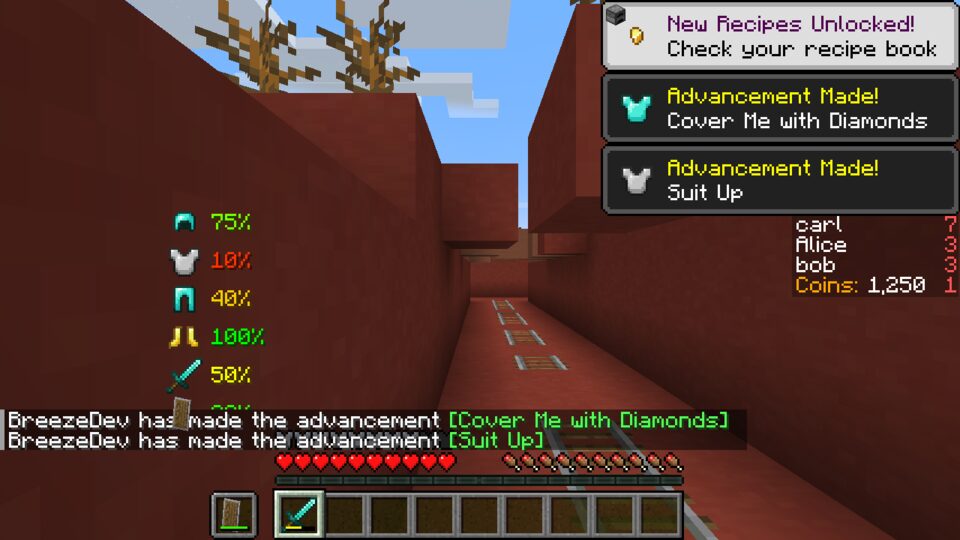 New Recipes Unlocked!
Check your recipe book
Advancement Made!
Cover Me with Diamonds
Advancement Made!
Suit Up
carl 7
Alice 3
bob 3
Coins: 1,250 1
75%
10%
40%
100%
50%
BreezeDev has made the advancement [Cover Me with Diamonds]
BreezeDev has made the advancement [Suit Up]